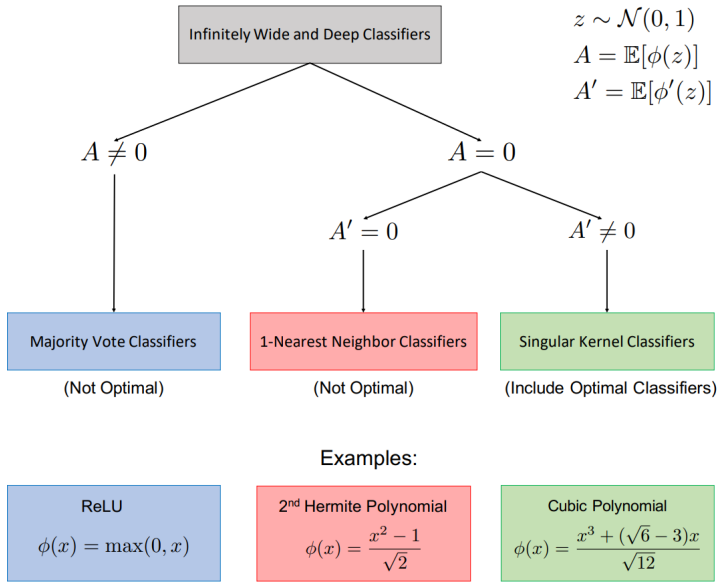 Infinitely Wide and Deep Classifiers
z ∼ 𝒩(0, 1)
A = 𝔼[ϕ(z)]
A′ = 𝔼[ϕ′(z)]
A ≠ 0
A = 0
A′ = 0
A′ ≠ 0
Majority Vote Classifiers
1-Nearest Neighbor Classifiers
Singular Kernel Classifiers
(Not Optimal)
(Not Optimal)
(Include Optimal Classifiers)
Examples:
ReLU
ϕ(x) = max(0, x)
2nd Hermite Polynomial
ϕ(x) = (x² − 1)/√2
Cubic Polynomial
ϕ(x) = (x³ + (√6 − 3)x)/√12